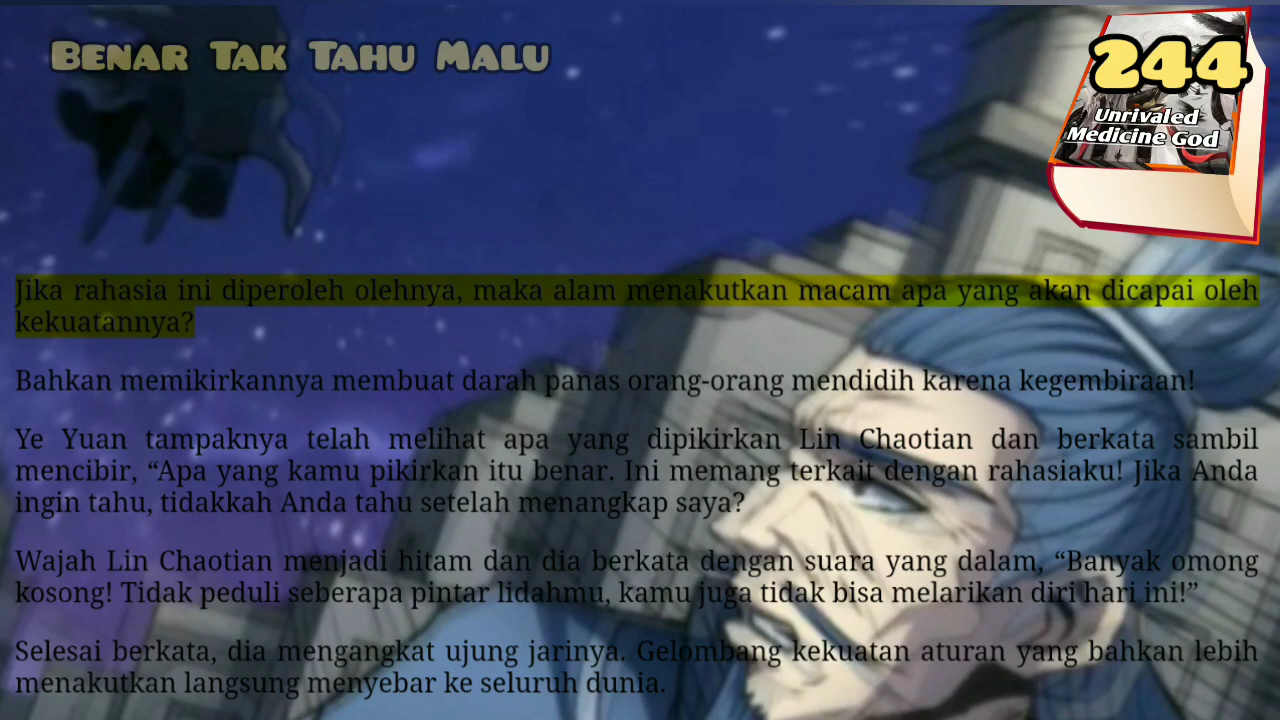 Benar Tak Tahu Malu
244
Unrivaled
Medicine God
Jika rahasia ini diperoleh olehnya, maka alam menakutkan macam apa yang akan dicapai oleh
kekuatannya?
Bahkan memikirkannya membuat darah panas orang-orang mendidih karena kegembiraan!
Ye Yuan tampaknya telah melihat apa yang dipikirkan Lin Chaotian dan berkata sambil
mencibir, “Apa yang kamu pikirkan itu benar. Ini memang terkait dengan rahasiaku! Jika Anda
ingin tahu, tidakkah Anda tahu setelah menangkap saya?
Wajah Lin Chaotian menjadi hitam dan dia berkata dengan suara yang dalam, “Banyak omong
kosong! Tidak peduli seberapa pintar lidahmu, kamu juga tidak bisa melarikan diri hari ini!”
Selesai berkata, dia mengangkat ujung jarinya. Gelombang kekuatan aturan yang bahkan lebih
menakutkan langsung menyebar ke seluruh dunia.